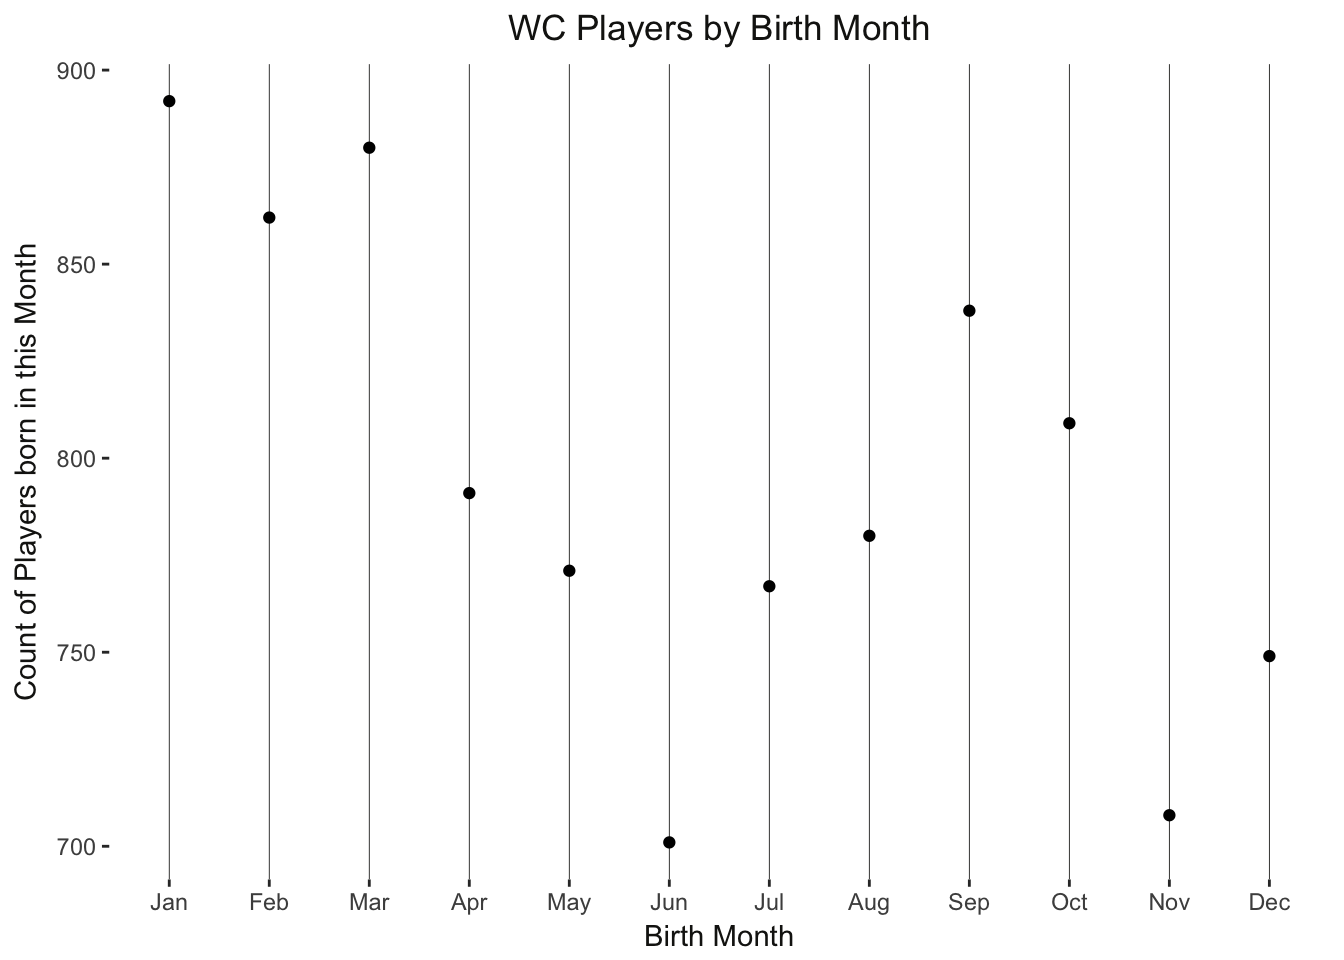 WC Players by Birth Month
Count of Players born in this Month
900
850
800
750
700
Jan Feb Mar Apr May Jun Jul Aug Sep Oct Nov Dec
Birth Month